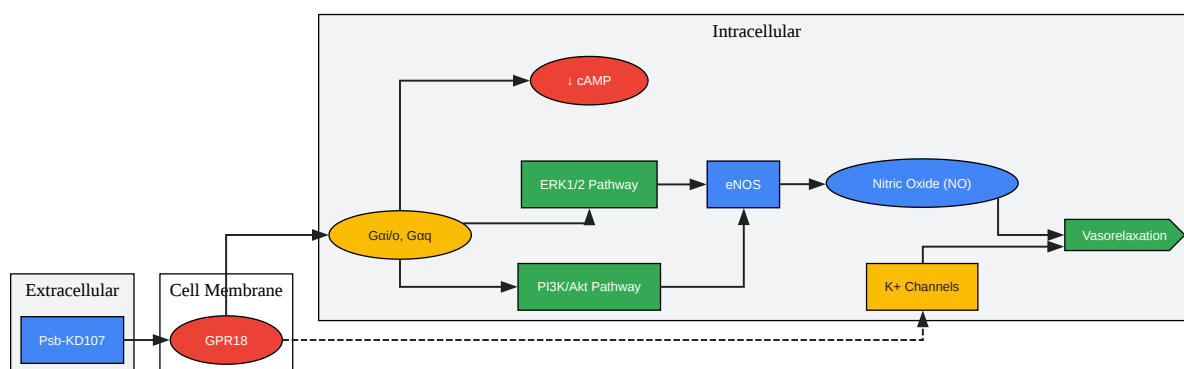 Intracellular
↓ cAMP
ERK1/2 Pathway
eNOS
Nitric Oxide (NO)
Gαi/o, Gαq
Vasorelaxation
PI3K/Akt Pathway
K+ Channels
Extracellular
Cell Membrane
Psb-KD107
GPR18